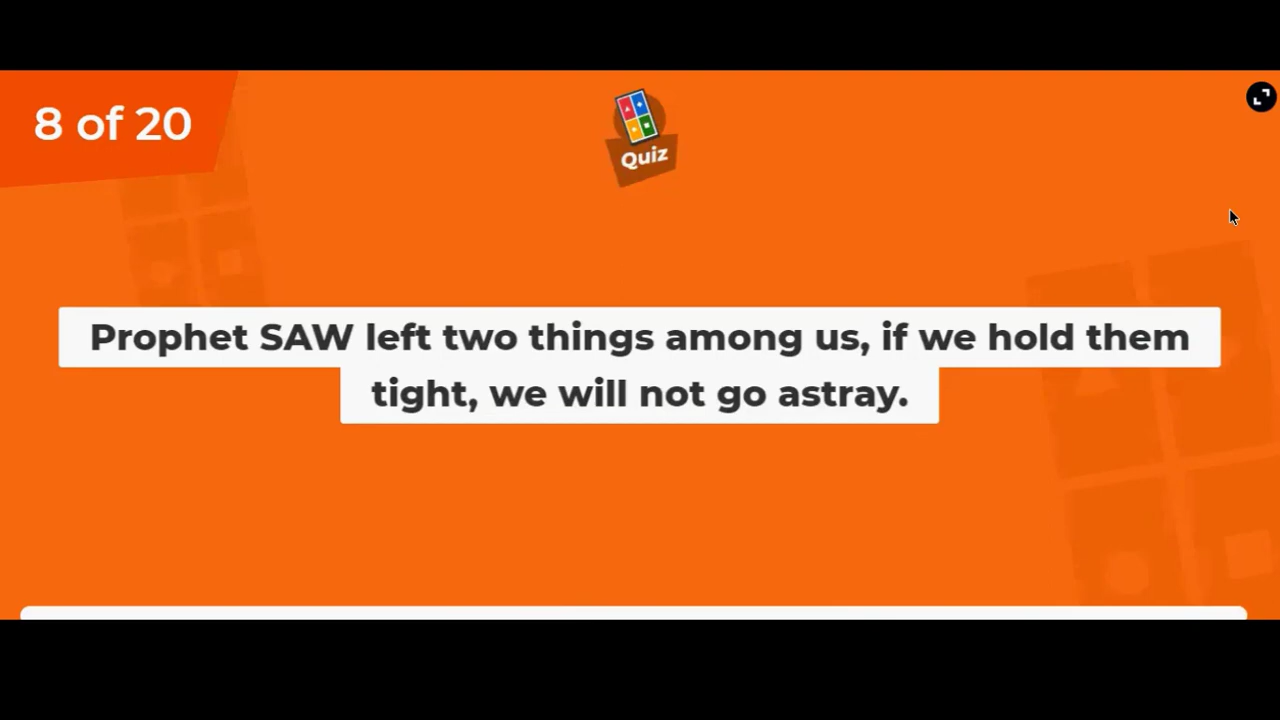 8 of 20
Quiz
Prophet SAW left two things among us, if we hold them
tight, we will not go astray.